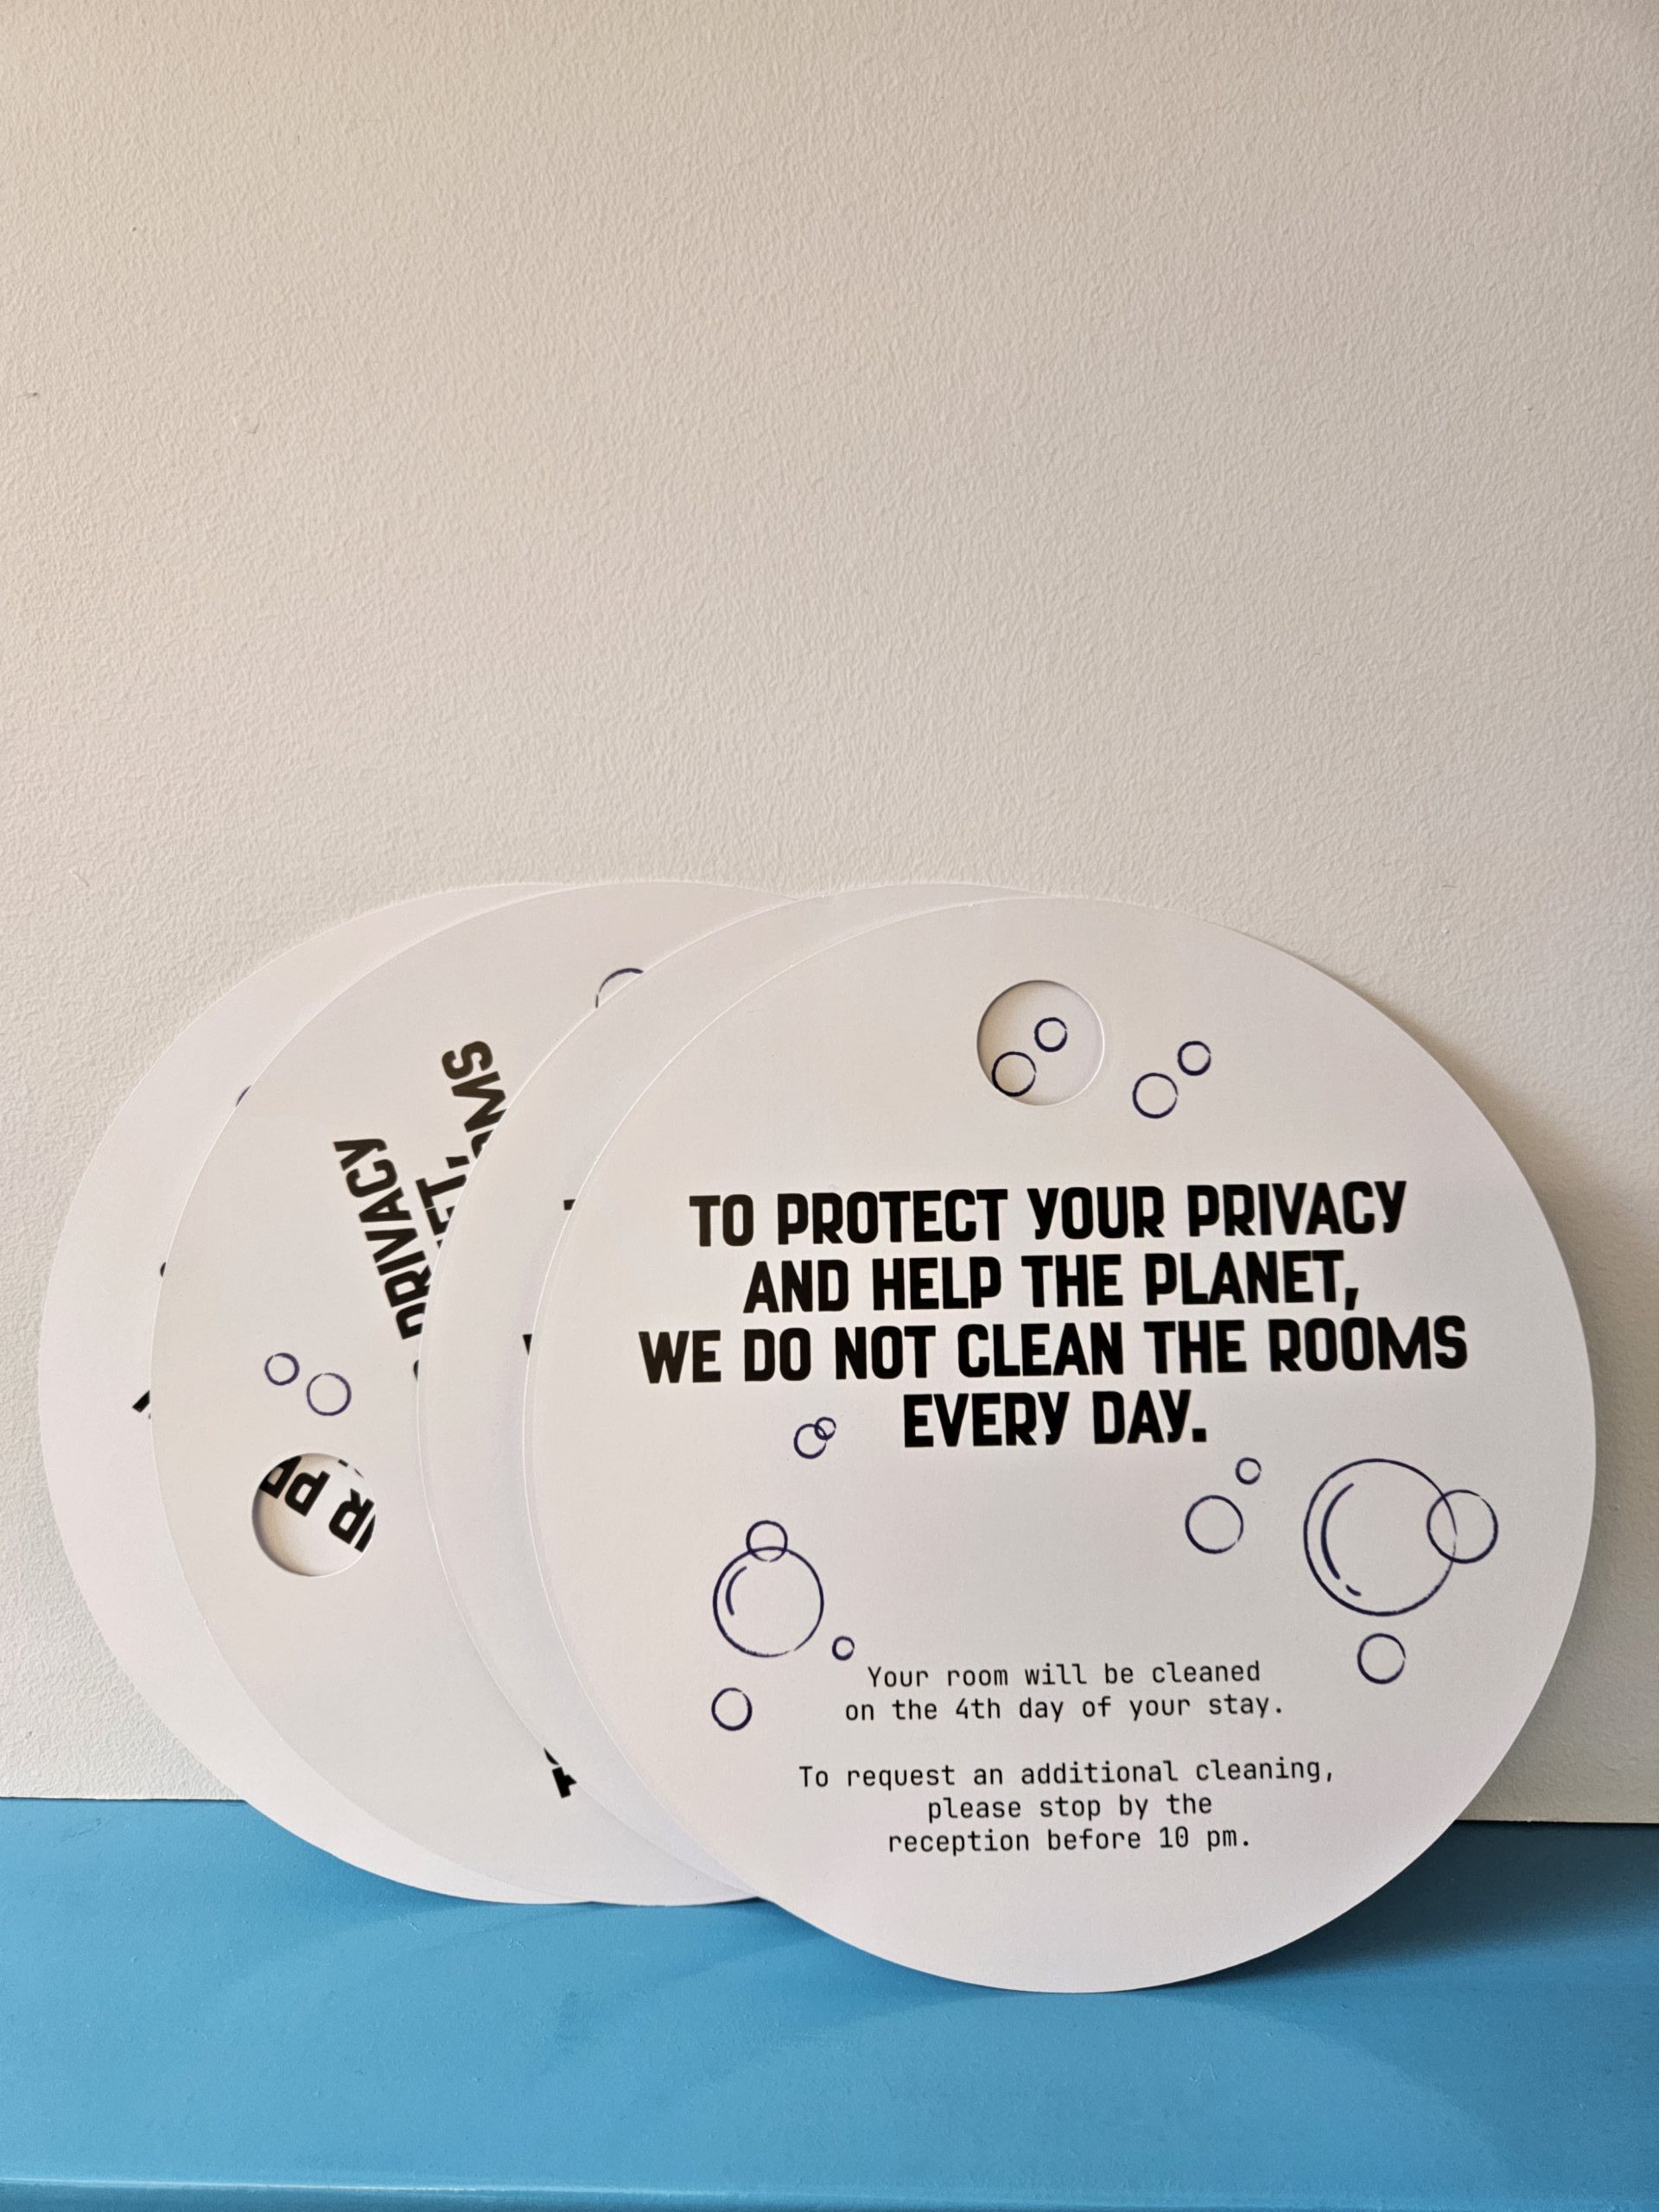 TO PROTECT YOUR PRIVACY
AND HELP THE PLANET,
WE DO NOT CLEAN THE ROOMS
EVERY DAY.
Your room will be cleaned
on the 4th day of your stay.
To request an additional cleaning,
please stop by the
reception before 10 pm.
PRIVACY